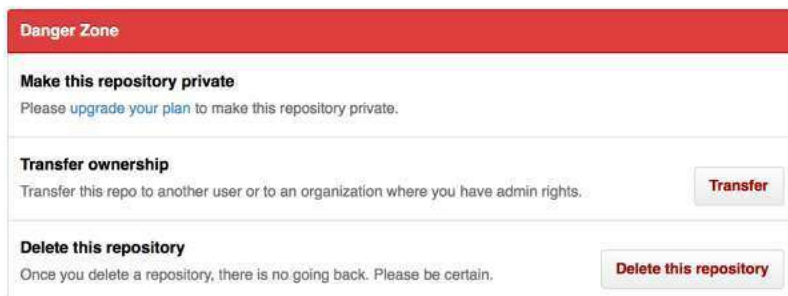 Danger Zone
Make this repository private
Please upgrade your plan to make this repository private.
Transfer ownership
Transfer this repo to another user or to an organization where you have admin rights.
Transfer
Delete this repository
Once you delete a repository, there is no going back. Please be certain.
Delete this repository